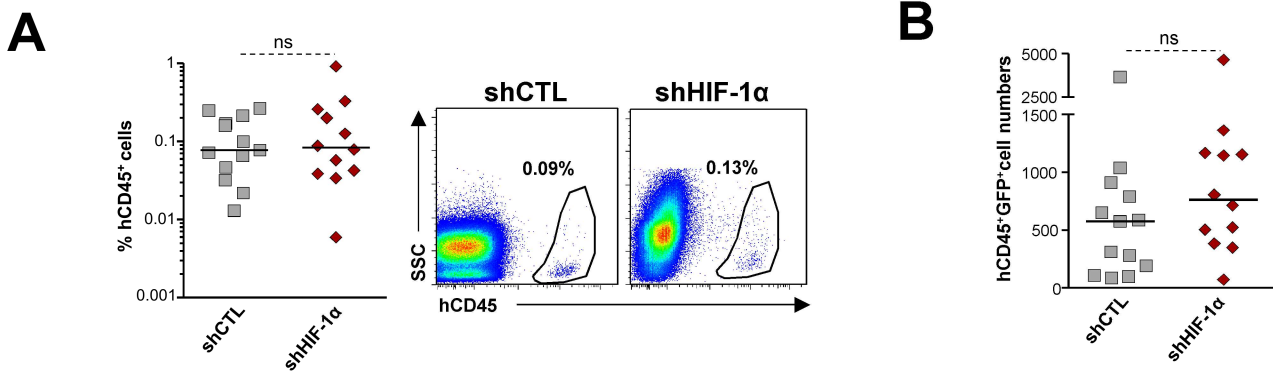 A
ns
% hCD45⁺ cells
1
0.1
0.01
0.001
shCTL
shHIF-1α
shCTL
shHIF-1α
0.09%
0.13%
SSC
hCD45
B
ns
hCD45⁺GFP⁺cell numbers
5000
2500
1500
1000
500
0
shCTL
shHIF-1α